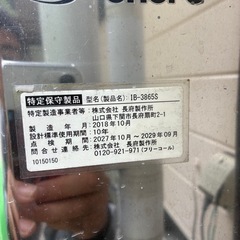 特定保守製品 型名(製品名): IB-3865S
特定製造事業者等: 株式会社 長府製作所
山口県下関市長府扇町2-1
製造年月: 2018年10月
設計標準使用期間: 10年
点検期間: 2027年10月 ～ 2029年09月
問合せ連絡先: 株式会社 長府製作所
0120-921-971 (フリーコール)
10150150